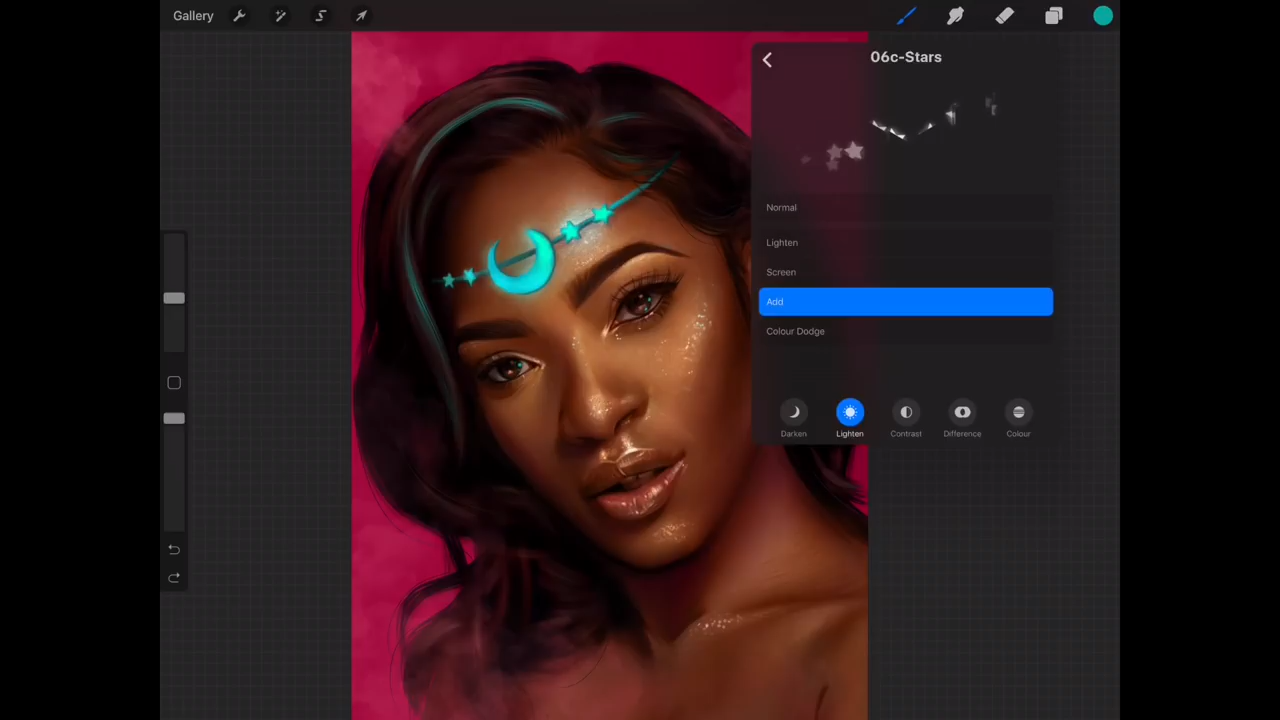 Gallery
06c-Stars
Normal
Lighten
Screen
Add
Colour Dodge
Darken
Lighten
Contrast
Difference
Colour